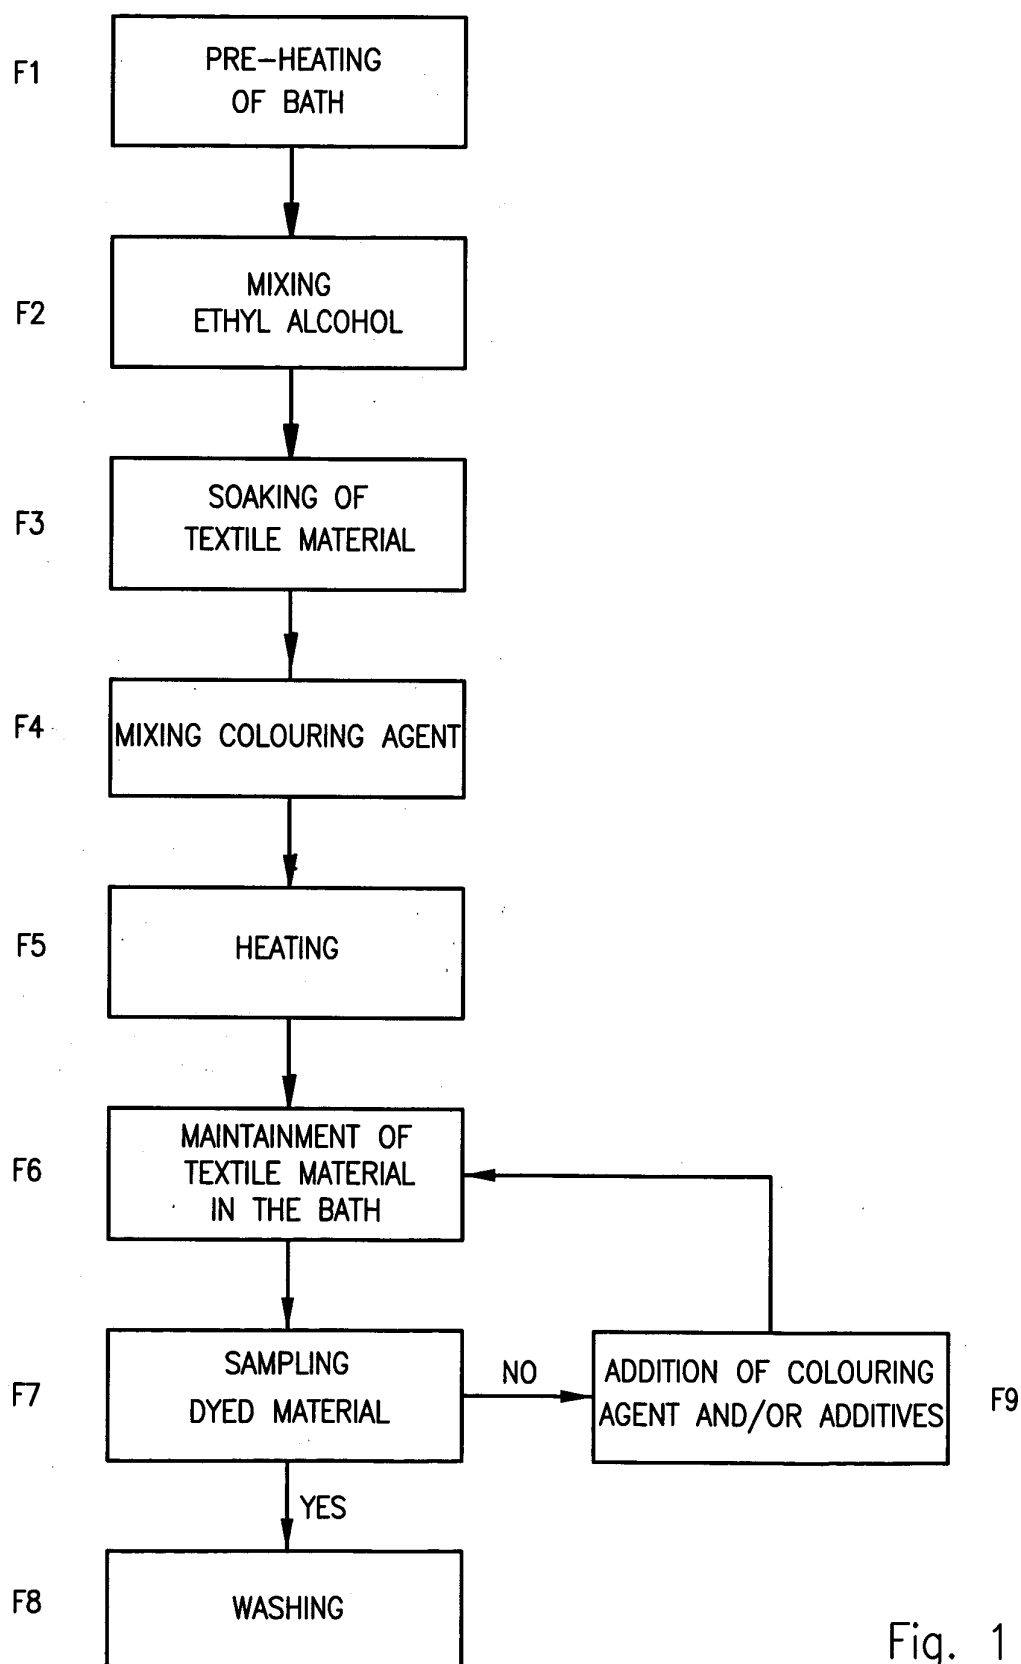 F1
PRE-HEATING
OF BATH
F2
MIXING
ETHYL ALCOHOL
F3
SOAKING OF
TEXTILE MATERIAL
F4
MIXING COLOURING AGENT
F5
HEATING
F6
MAINTAINMENT OF
TEXTILE MATERIAL
IN THE BATH
F7
SAMPLING
DYED MATERIAL
NO
ADDITION OF COLOURING
AGENT AND/OR ADDITIVES
F9
YES
F8
WASHING
Fig. 1